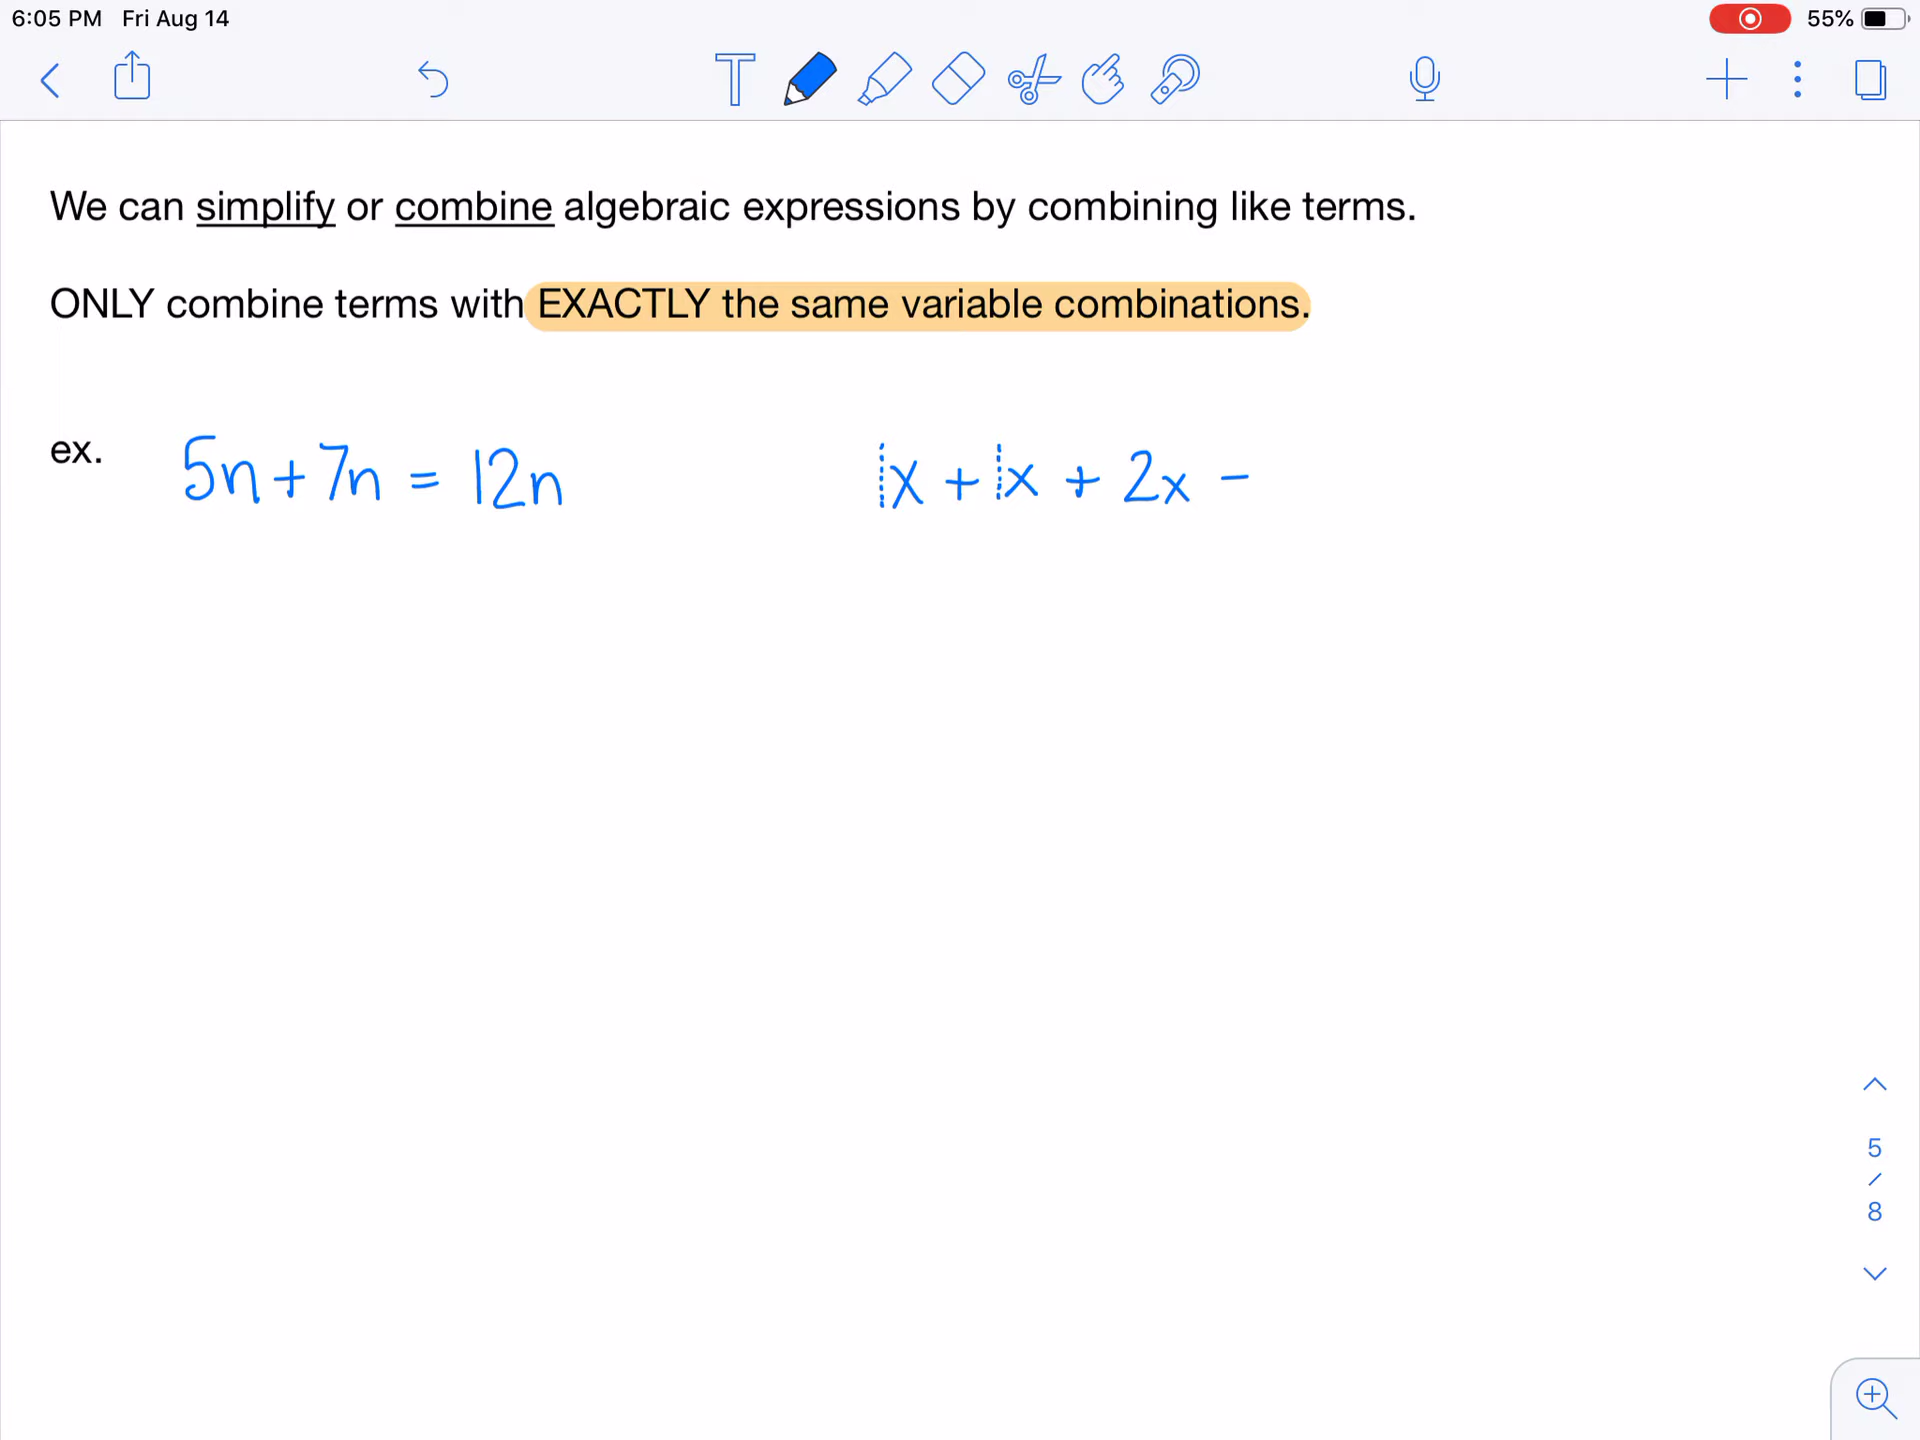 6:05 PM Fri Aug 14 55%
T
We can simplify or combine algebraic expressions by combining like terms.
ONLY combine terms with EXACTLY the same variable combinations.
ex. 5n + 7n = 12n 1x + 1x + 2x −
5
/
8